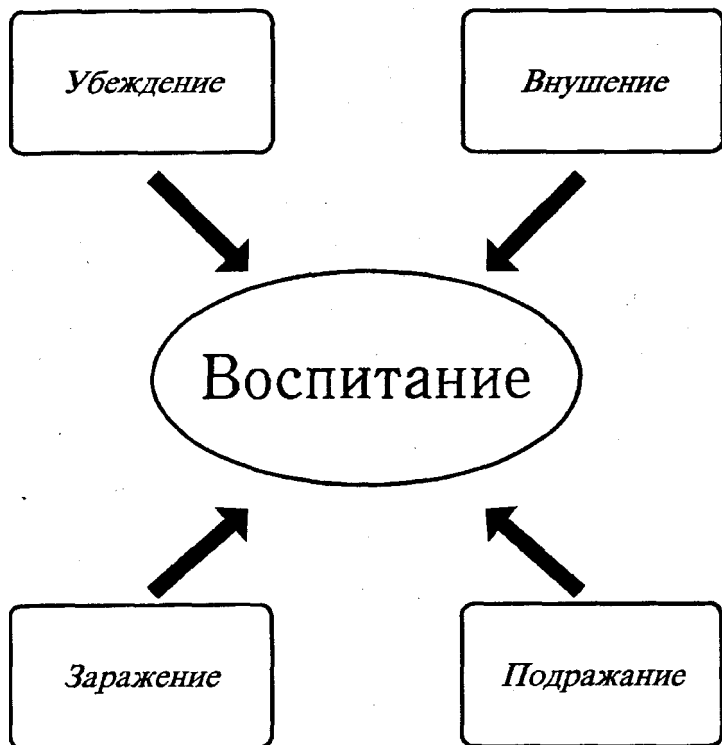 Убеждение
Внушение
Воспитание
Заражение
Подражание